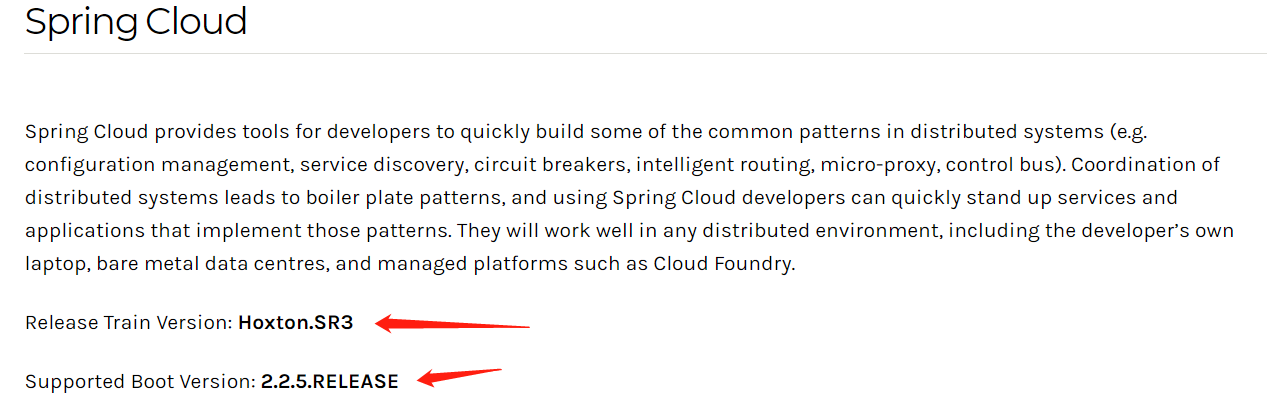 Spring Cloud
Spring Cloud provides tools for developers to quickly build some of the common patterns in distributed systems (e.g.
configuration management, service discovery, circuit breakers, intelligent routing, micro-proxy, control bus). Coordination of
distributed systems leads to boiler plate patterns, and using Spring Cloud developers can quickly stand up services and
applications that implement those patterns. They will work well in any distributed environment, including the developer’s own
laptop, bare metal data centres, and managed platforms such as Cloud Foundry.
Release Train Version: Hoxton.SR3
Supported Boot Version: 2.2.5.RELEASE